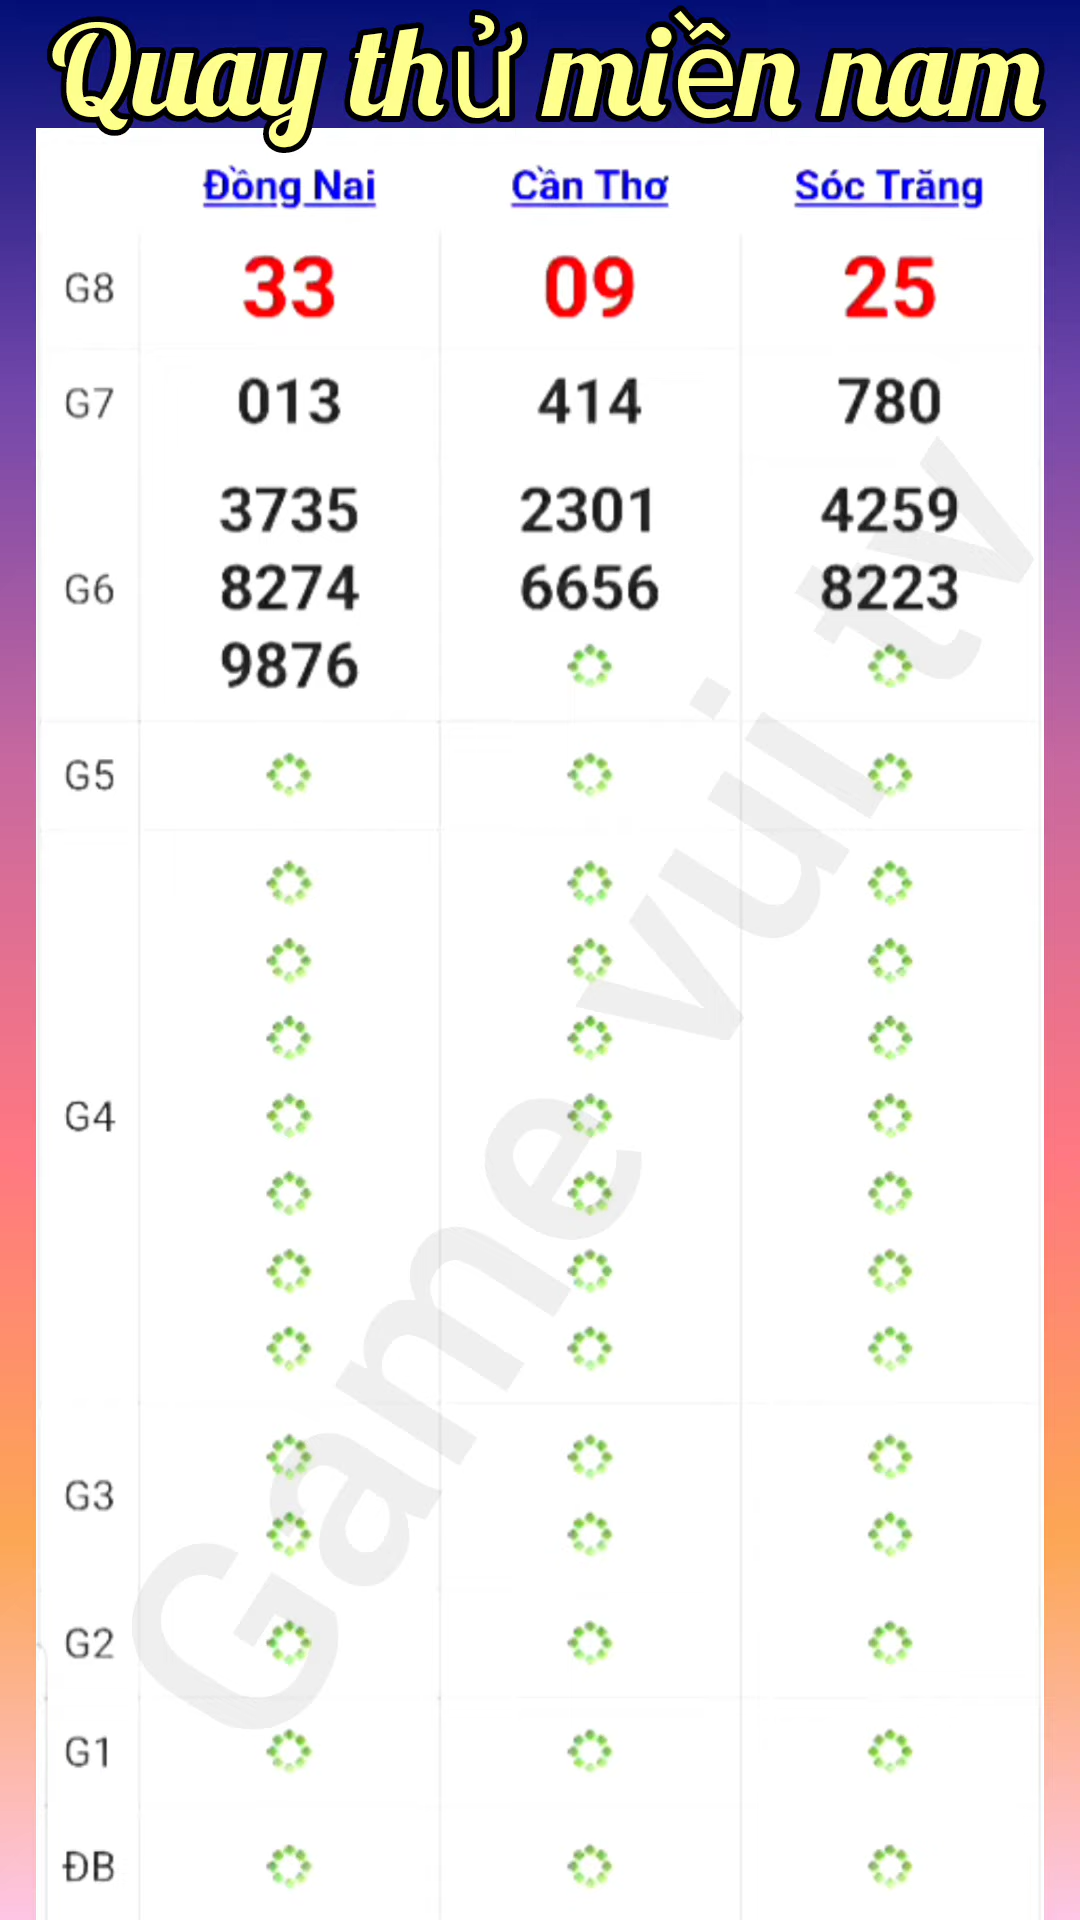 Quay thử miền nam
Đồng Nai Cần Thơ Sóc Trăng
G8 33 09 25
G7 013 414 780
3735 2301 4259
G6 8274 6656 8223
9876
G5
G4
G3
G2
G1
ĐB
Game vui tv